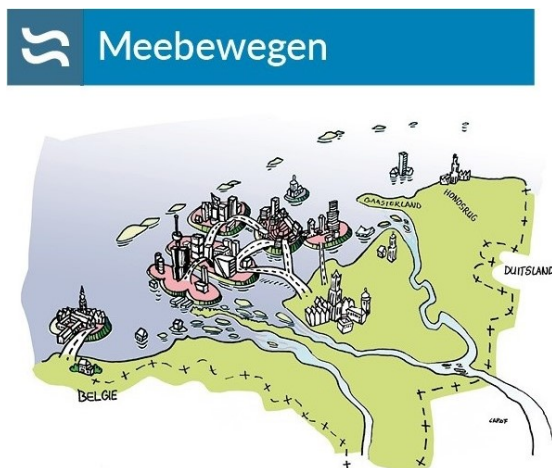 Meebewegen
GAASTERLAND
HONDSRUG
DUITSLAND
BELGIE